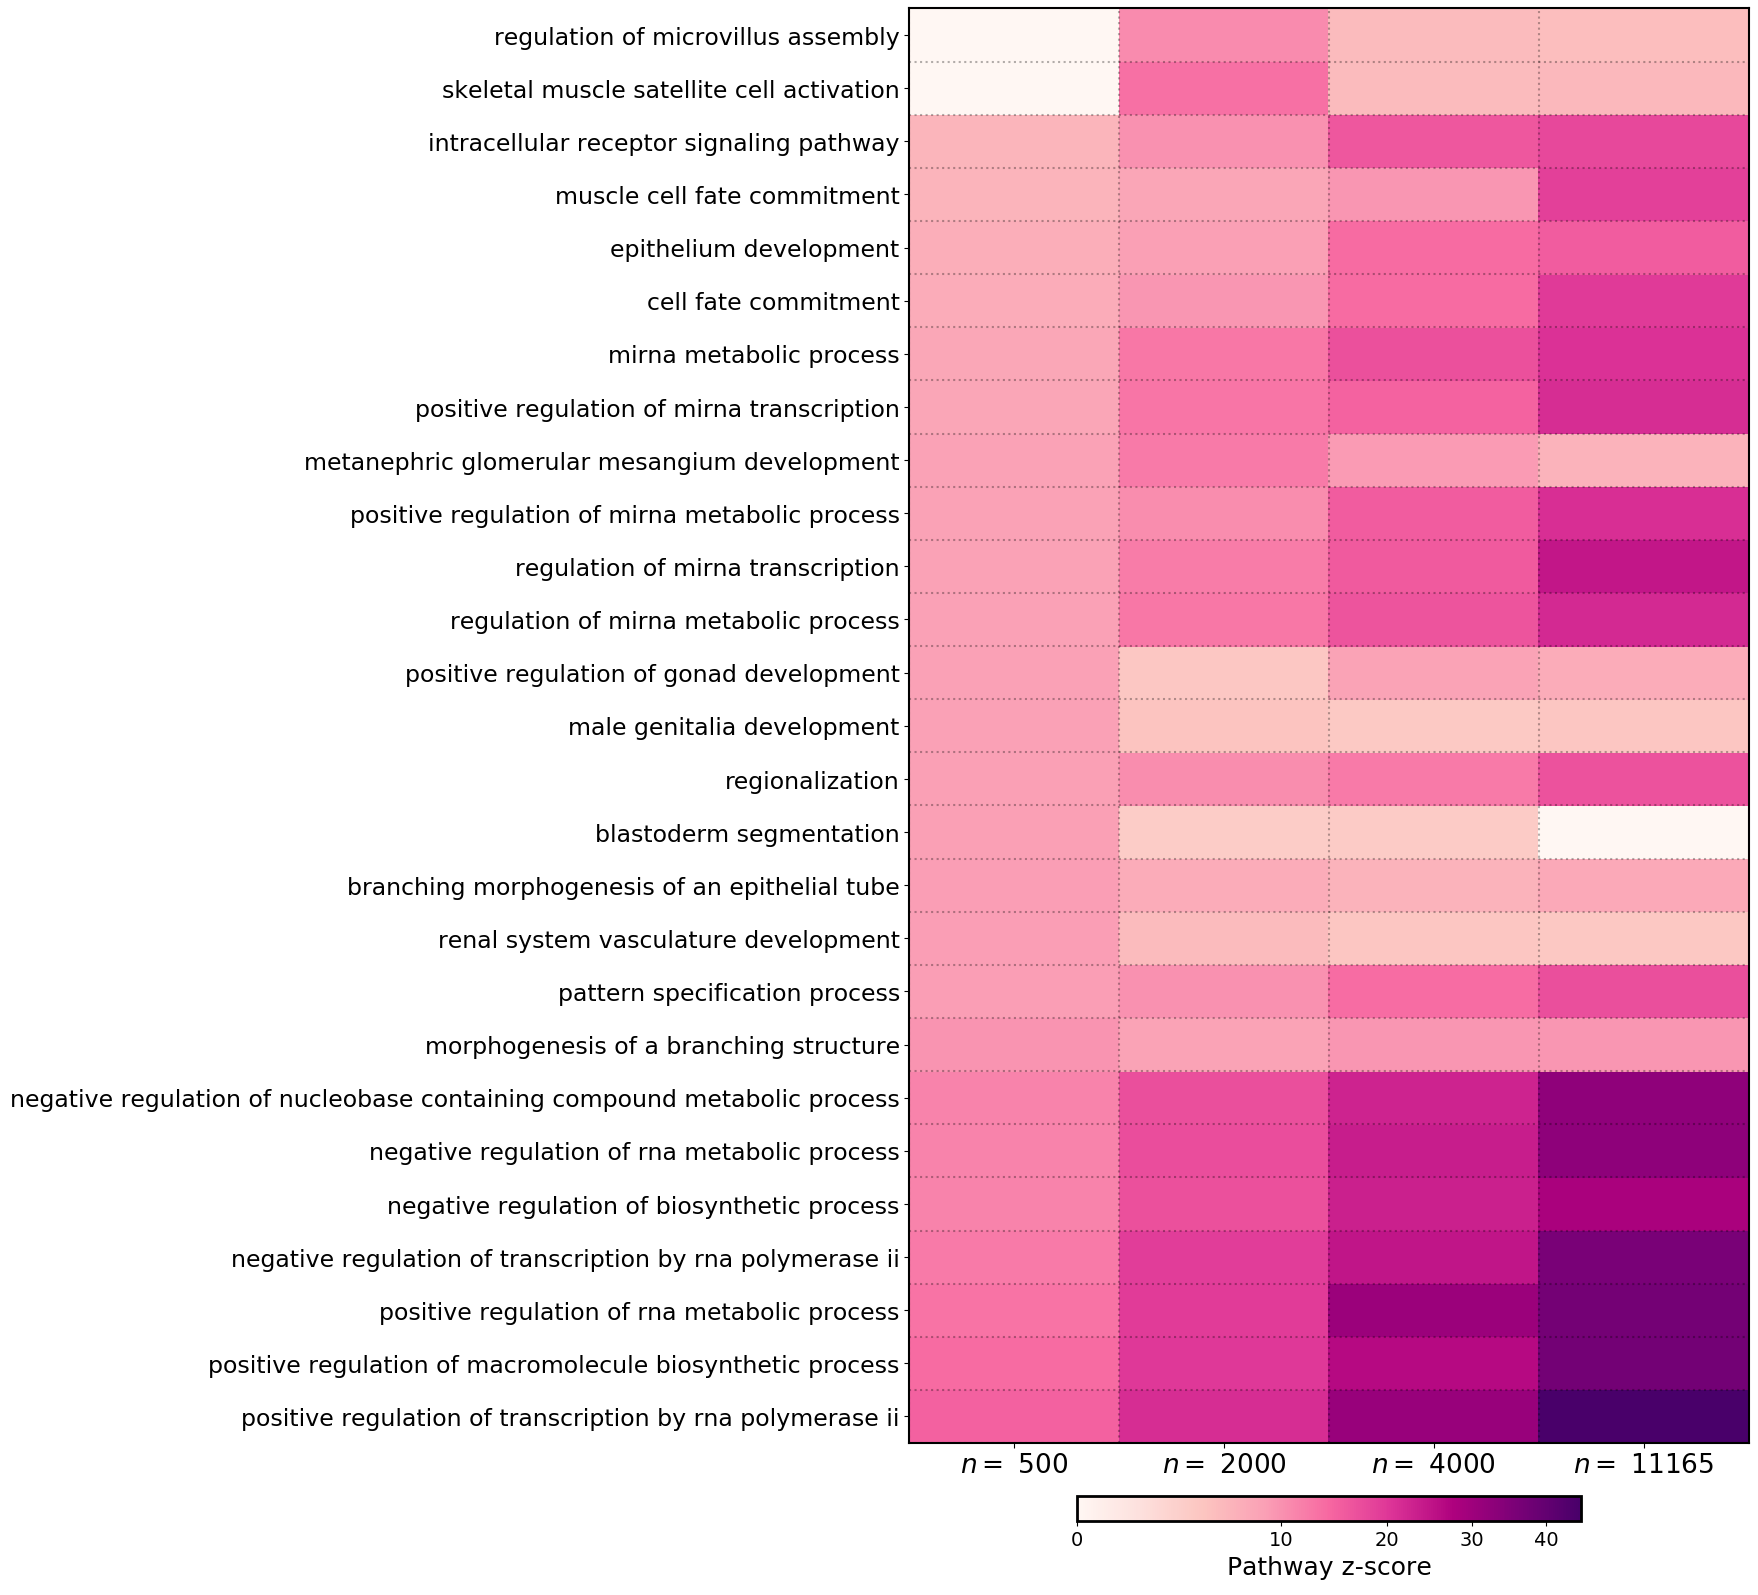 regulation of microvillus assembly
skeletal muscle satellite cell activation
intracellular receptor signaling pathway
muscle cell fate commitment
epithelium development
cell fate commitment
mirna metabolic process
positive regulation of mirna transcription
metanephric glomerular mesangium development
positive regulation of mirna metabolic process
regulation of mirna transcription
regulation of mirna metabolic process
positive regulation of gonad development
male genitalia development
regionalization
blastoderm segmentation
branching morphogenesis of an epithelial tube
renal system vasculature development
pattern specification process
morphogenesis of a branching structure
negative regulation of nucleobase containing compound metabolic process
negative regulation of rna metabolic process
negative regulation of biosynthetic process
negative regulation of transcription by rna polymerase ii
positive regulation of rna metabolic process
positive regulation of macromolecule biosynthetic process
positive regulation of transcription by rna polymerase ii
n = 500 n = 2000 n = 4000 n = 11165
0 10 20 30 40
Pathway z-score